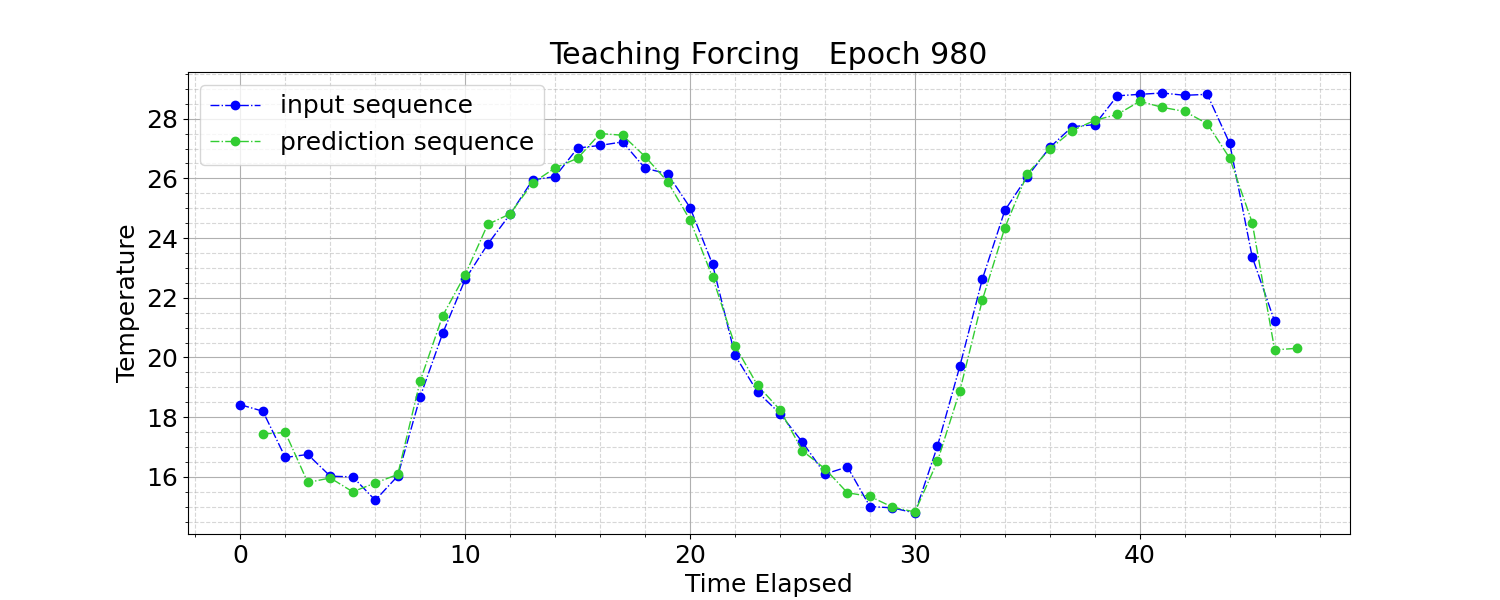 Teaching Forcing   Epoch 980
input sequence
prediction sequence
Temperature
28
26
24
22
20
18
16
0 10 20 30 40
Time Elapsed